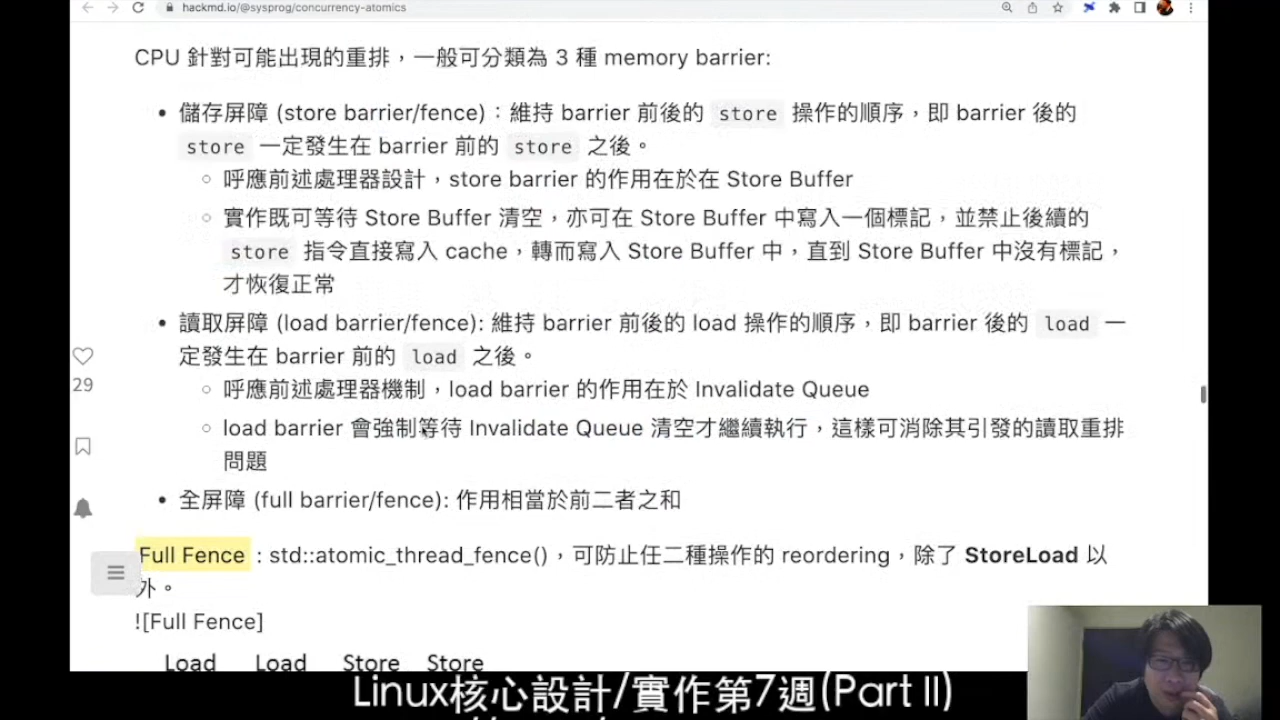 hackmd.io/@sysprog/concurrency-atomics
CPU 針對可能出現的重排，一般可分類為 3 種 memory barrier:
• 儲存屏障 (store barrier/fence)：維持 barrier 前後的 store 操作的順序，即 barrier 後的
store 一定發生在 barrier 前的 store 之後。
○ 呼應前述處理器設計，store barrier 的作用在於在 Store Buffer
○ 實作既可等待 Store Buffer 清空，亦可在 Store Buffer 中寫入一個標記，並禁止後續的
store 指令直接寫入 cache，轉而寫入 Store Buffer 中，直到 Store Buffer 中沒有標記，
才恢復正常
• 讀取屏障 (load barrier/fence): 維持 barrier 前後的 load 操作的順序，即 barrier 後的 load 一
定發生在 barrier 前的 load 之後。
29
○ 呼應前述處理器機制，load barrier 的作用在於 Invalidate Queue
○ load barrier 會強制等待 Invalidate Queue 清空才繼續執行，這樣可消除其引發的讀取重排
問題
• 全屏障 (full barrier/fence): 作用相當於前二者之和
Full Fence : std::atomic_thread_fence()，可防止任二種操作的 reordering，除了 StoreLoad 以
外。
![Full Fence]
Load Load Store Store
Linux核心設計/實作第7週(Part II)